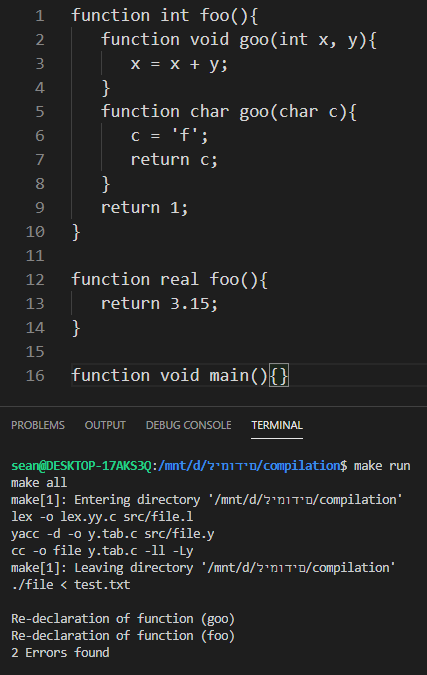 1 function int foo(){
2 function void goo(int x, y){
3 x = x + y;
4 }
5 function char goo(char c){
6 c = 'f';
7 return c;
8 }
9 return 1;
10 }
11
12 function real foo(){
13 return 3.15;
14 }
15
16 function void main(){}
PROBLEMS OUTPUT DEBUG CONSOLE TERMINAL
sean@DESKTOP-17AKS3Q:/mnt/d/לימודים/compilation$ make run
make all
make[1]: Entering directory '/mnt/d/לימודים/compilation'
lex -o lex.yy.c src/file.l
yacc -d -o y.tab.c src/file.y
cc -o file y.tab.c -ll -Ly
make[1]: Leaving directory '/mnt/d/לימודים/compilation'
./file < test.txt
Re-declaration of function (goo)
Re-declaration of function (foo)
2 Errors found